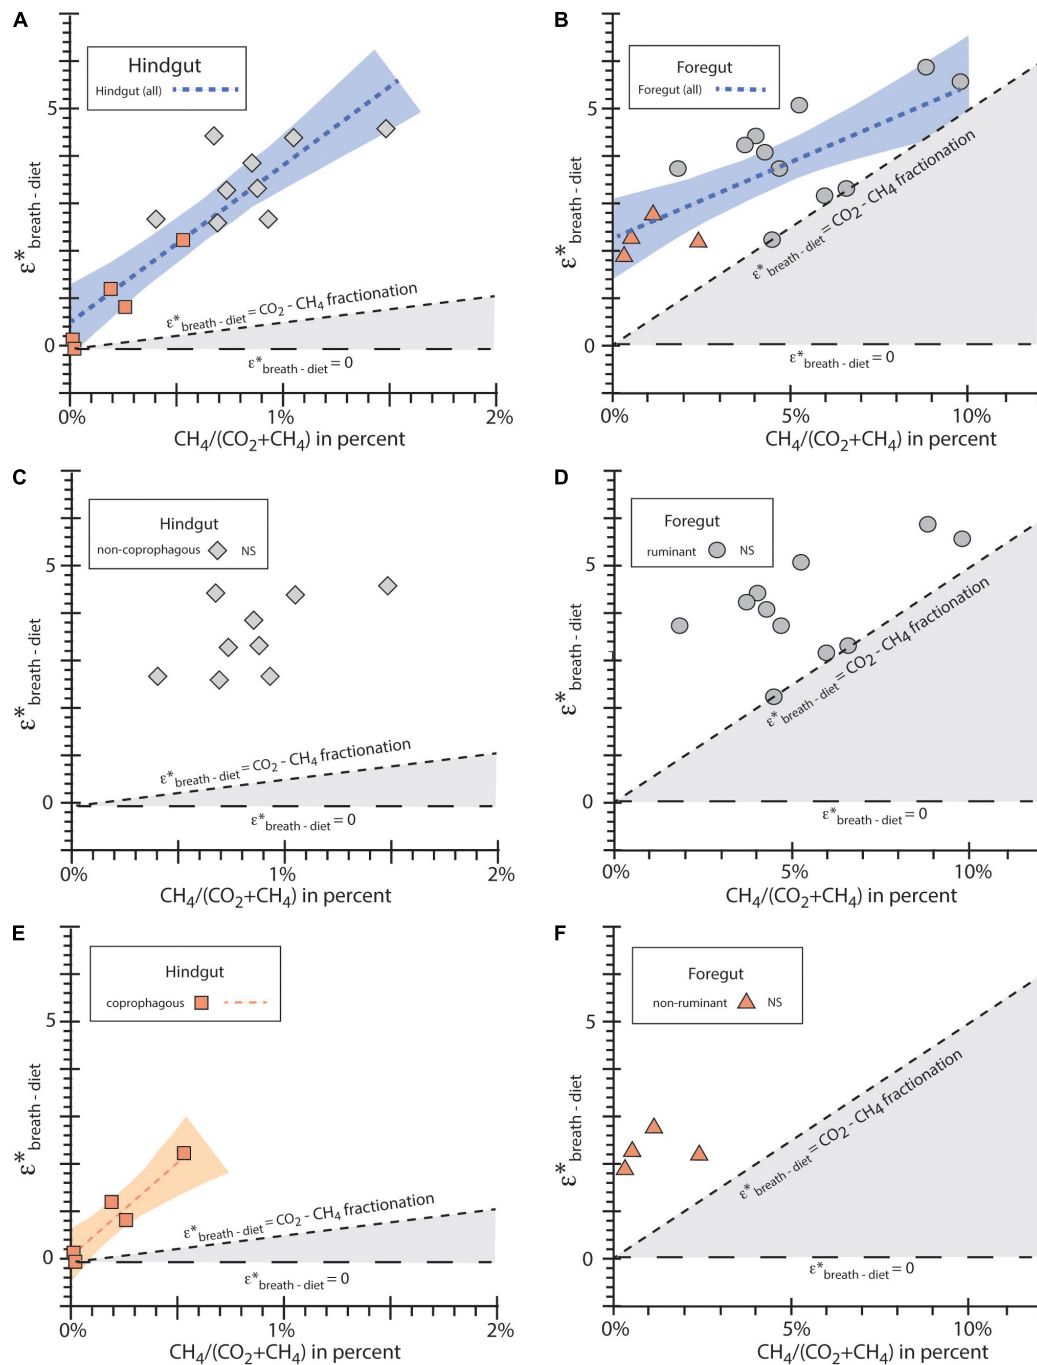 A
Hindgut
Hindgut (all)
5
0
ε*breath - diet
ε*breath - diet = CO2 - CH4 fractionation
ε*breath - diet = 0
0%
1%
2%
CH4/(CO2+CH4) in percent
B
Foregut
Foregut (all)
5
0
ε*breath - diet
ε*breath - diet = CO2 - CH4 fractionation
ε*breath - diet = 0
0%
5%
10%
CH4/(CO2+CH4) in percent
C
Hindgut
non-coprophagous NS
5
0
ε*breath - diet
ε*breath - diet = CO2 - CH4 fractionation
ε*breath - diet = 0
0%
1%
2%
CH4/(CO2+CH4) in percent
D
Foregut
ruminant NS
5
0
ε*breath - diet
ε*breath - diet = CO2 - CH4 fractionation
ε*breath - diet = 0
0%
5%
10%
CH4/(CO2+CH4) in percent
E
Hindgut
coprophagous
5
0
ε*breath - diet
ε*breath - diet = CO2 - CH4 fractionation
ε*breath - diet = 0
0%
1%
2%
CH4/(CO2+CH4) in percent
F
Foregut
non-ruminant NS
5
0
ε*breath - diet
ε*breath - diet = CO2 - CH4 fractionation
ε*breath - diet = 0
0%
5%
10%
CH4/(CO2+CH4) in percent